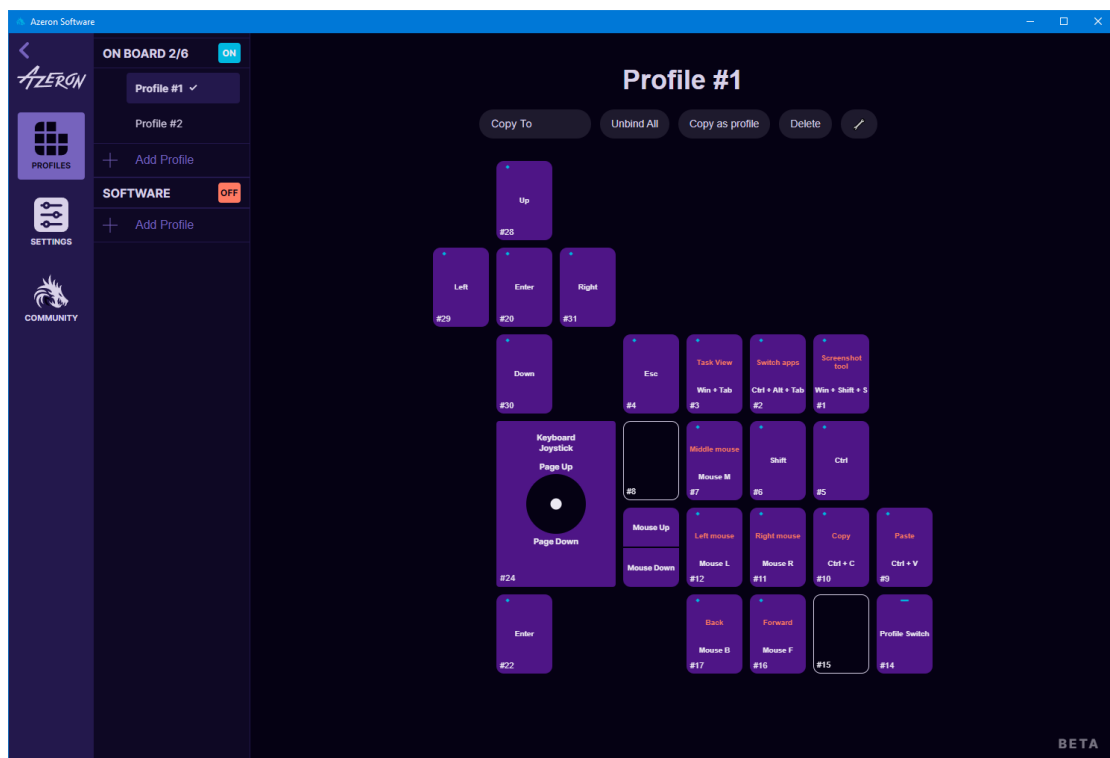 Azeron Software
AZERON
PROFILES
SETTINGS
COMMUNITY
ON BOARD 2/6 ON
Profile #1
Profile #2
Add Profile
SOFTWARE OFF
Add Profile
Profile #1
Copy To Unbind All Copy as profile Delete
Up
#28
Left Enter Right
#29 #20 #31
Down
#30
Esc
#4
Task View
Win + Tab
#3
Switch apps
Ctrl + Alt + Tab
#2
Screenshot
tool
Win + Shift + S
#1
Keyboard
Joystick
Page Up
Page Down
#24
#8
Middle mouse
Mouse M
#7
Shift
#6
Ctrl
#5
Mouse Up
Mouse Down
Left mouse
Mouse L
#12
Right mouse
Mouse R
#11
Copy
Ctrl + C
#10
Paste
Ctrl + V
#9
Enter
#22
Back
Mouse B
#17
Forward
Mouse F
#16
#15
Profile Switch
#14
BETA